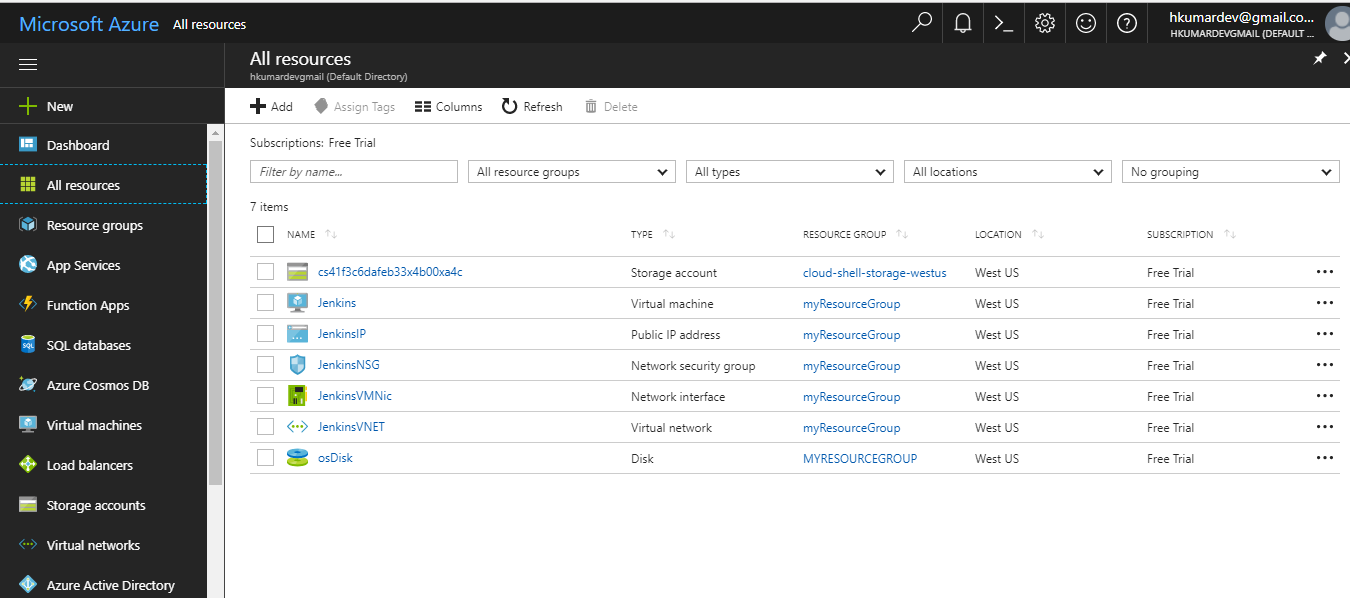 Microsoft Azure All resources
hkumardev@gmail.co...
HKUMARDEVGMAIL (DEFAULT ...
All resources
hkumardevgmail (Default Directory)
New
Dashboard
All resources
Resource groups
App Services
Function Apps
SQL databases
Azure Cosmos DB
Virtual machines
Load balancers
Storage accounts
Virtual networks
Azure Active Directory
Add Assign Tags Columns Refresh Delete
Subscriptions: Free Trial
Filter by name... All resource groups All types All locations No grouping
7 items
NAME TYPE RESOURCE GROUP LOCATION SUBSCRIPTION
cs41f3c6dafeb33x4b00xa4c Storage account cloud-shell-storage-westus West US Free Trial
Jenkins Virtual machine myResourceGroup West US Free Trial
JenkinsIP Public IP address myResourceGroup West US Free Trial
JenkinsNSG Network security group myResourceGroup West US Free Trial
JenkinsVMNic Network interface myResourceGroup West US Free Trial
JenkinsVNET Virtual network myResourceGroup West US Free Trial
osDisk Disk MYRESOURCEGROUP West US Free Trial